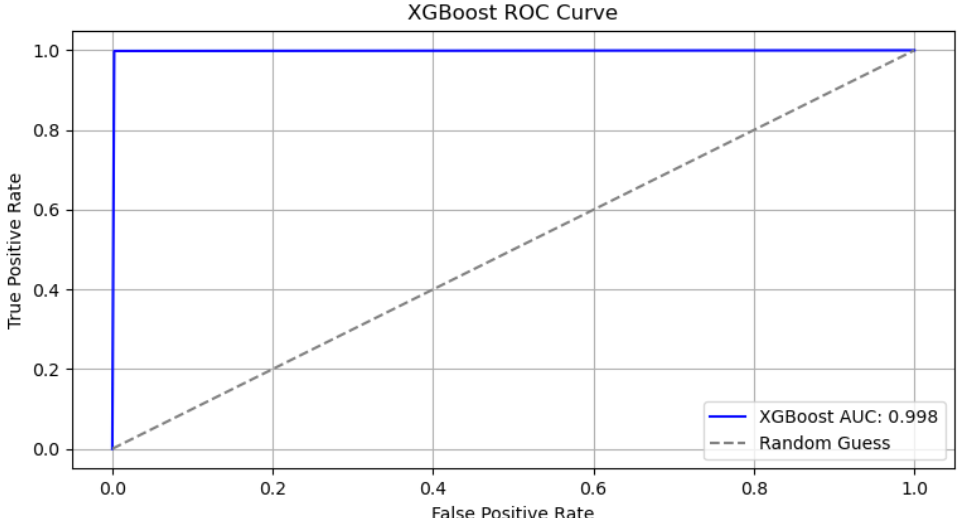 XGBoost ROC Curve
True Positive Rate
1.0
0.8
0.6
0.4
0.2
0.0
XGBoost AUC: 0.998
Random Guess
0.0 0.2 0.4 0.6 0.8 1.0
False Positive Rate